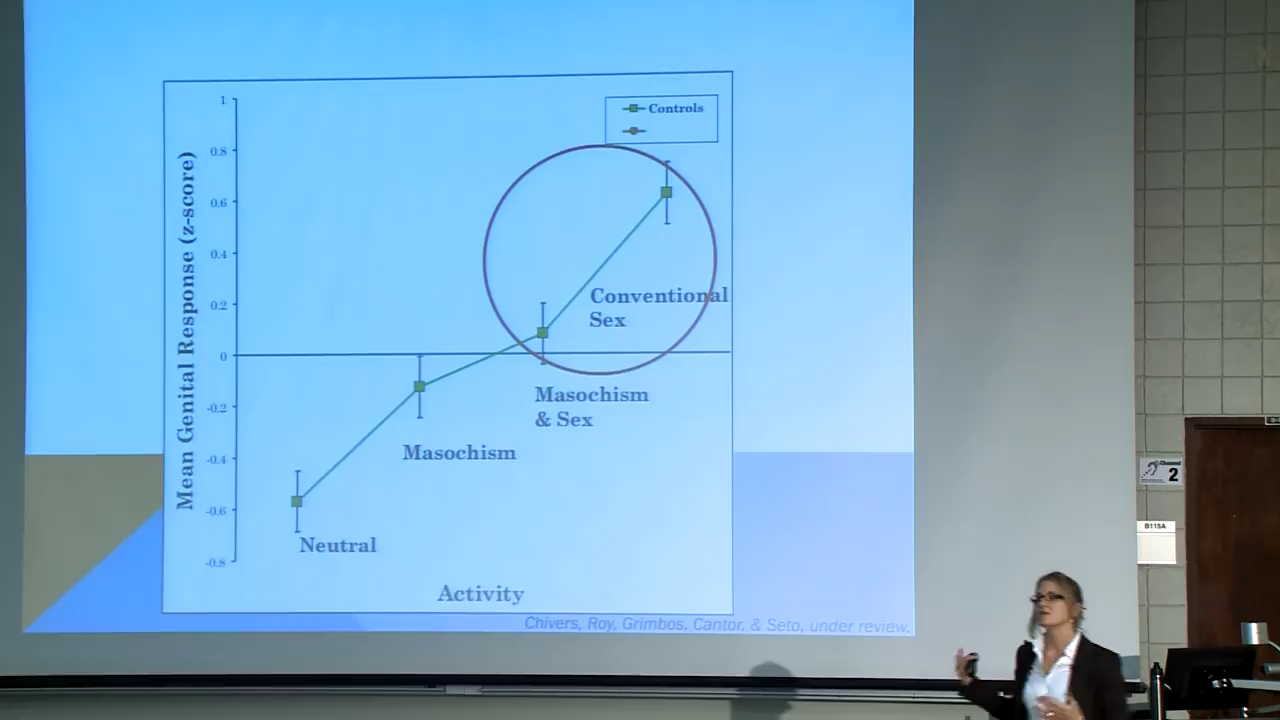 1
0.8
0.6
0.4
0.2
0
-0.2
-0.4
-0.6
-0.8
Mean Genital Response (z-score)
Controls
Conventional
Sex
Masochism
& Sex
Masochism
Neutral
Activity
Chivers, Roy, Grimbos, Cantor, & Seto, under review.
Channel
2
B115A